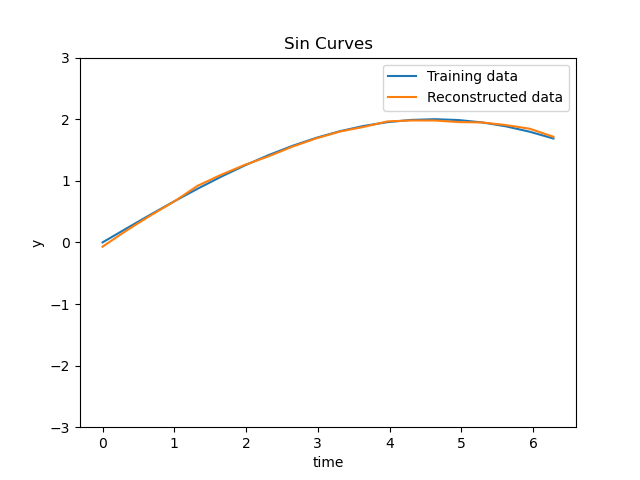 Sin Curves
Training data
Reconstructed data
3
2
1
0
−1
−2
−3
y
0 1 2 3 4 5 6
time